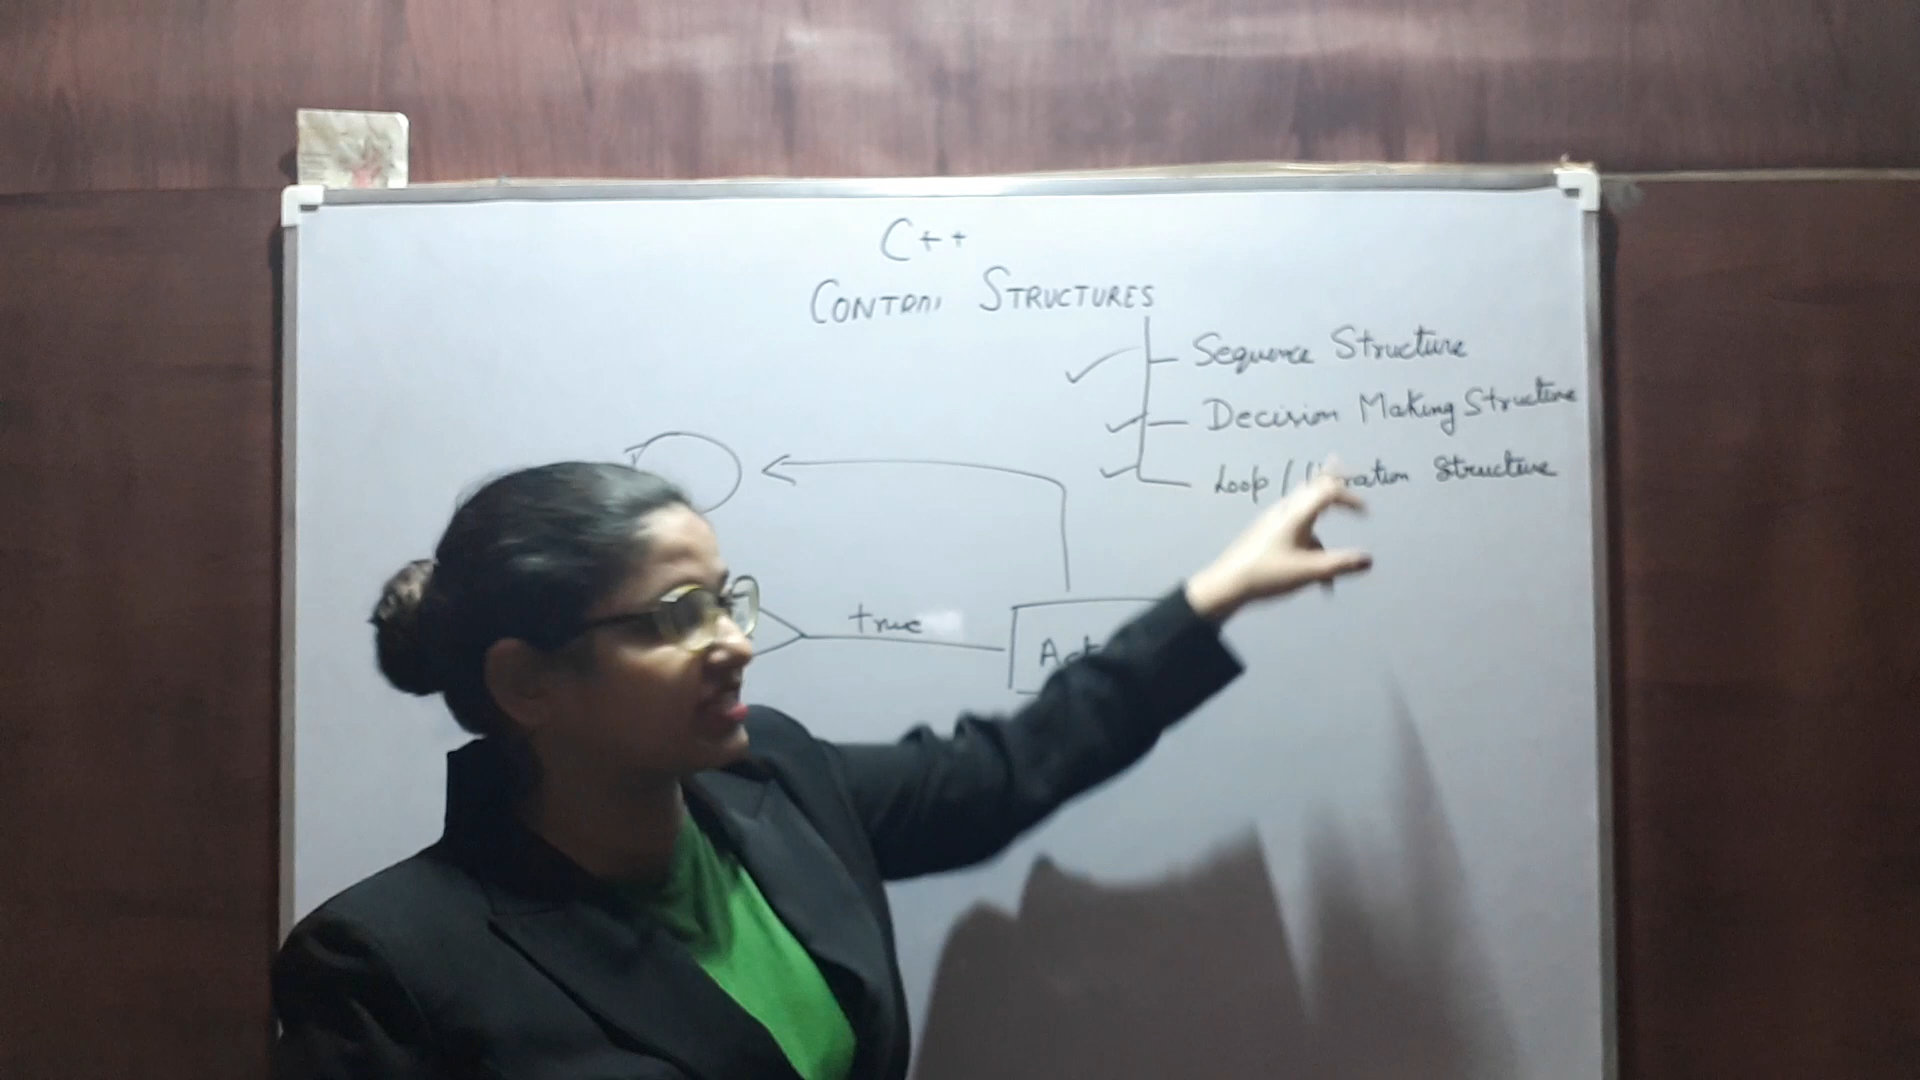 C++
CONTROL STRUCTURES
Sequence Structure
Decision Making Structure
Loop / Structure
true